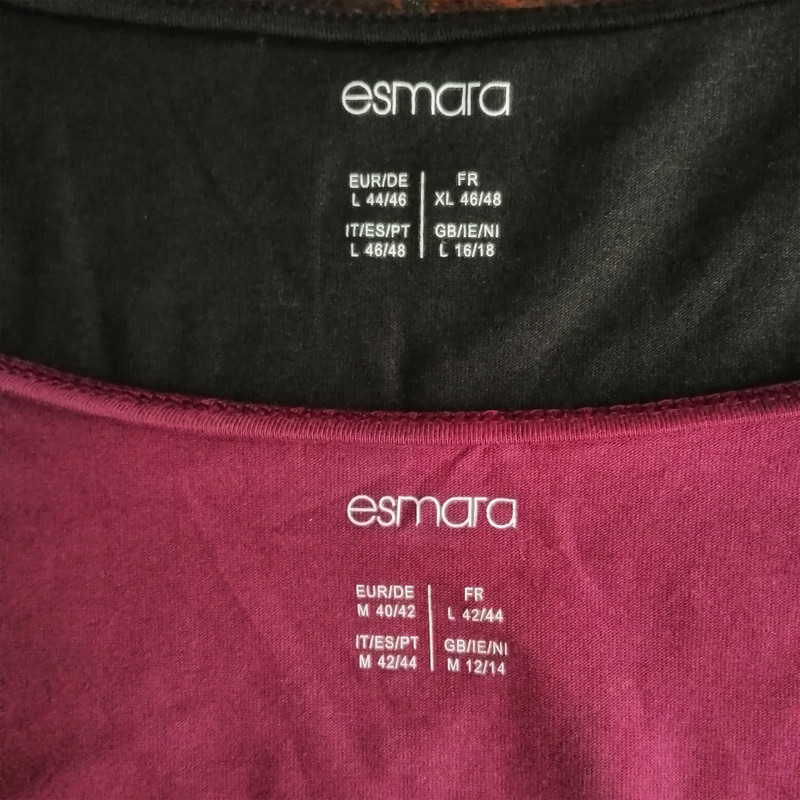 esmara
EUR/DE
L 44/46
FR
XL 46/48
IT/ES/PT
L 46/48
GB/IE/NI
L 16/18
esmara
EUR/DE
M 40/42
FR
L 42/44
IT/ES/PT
M 42/44
GB/IE/NI
M 12/14